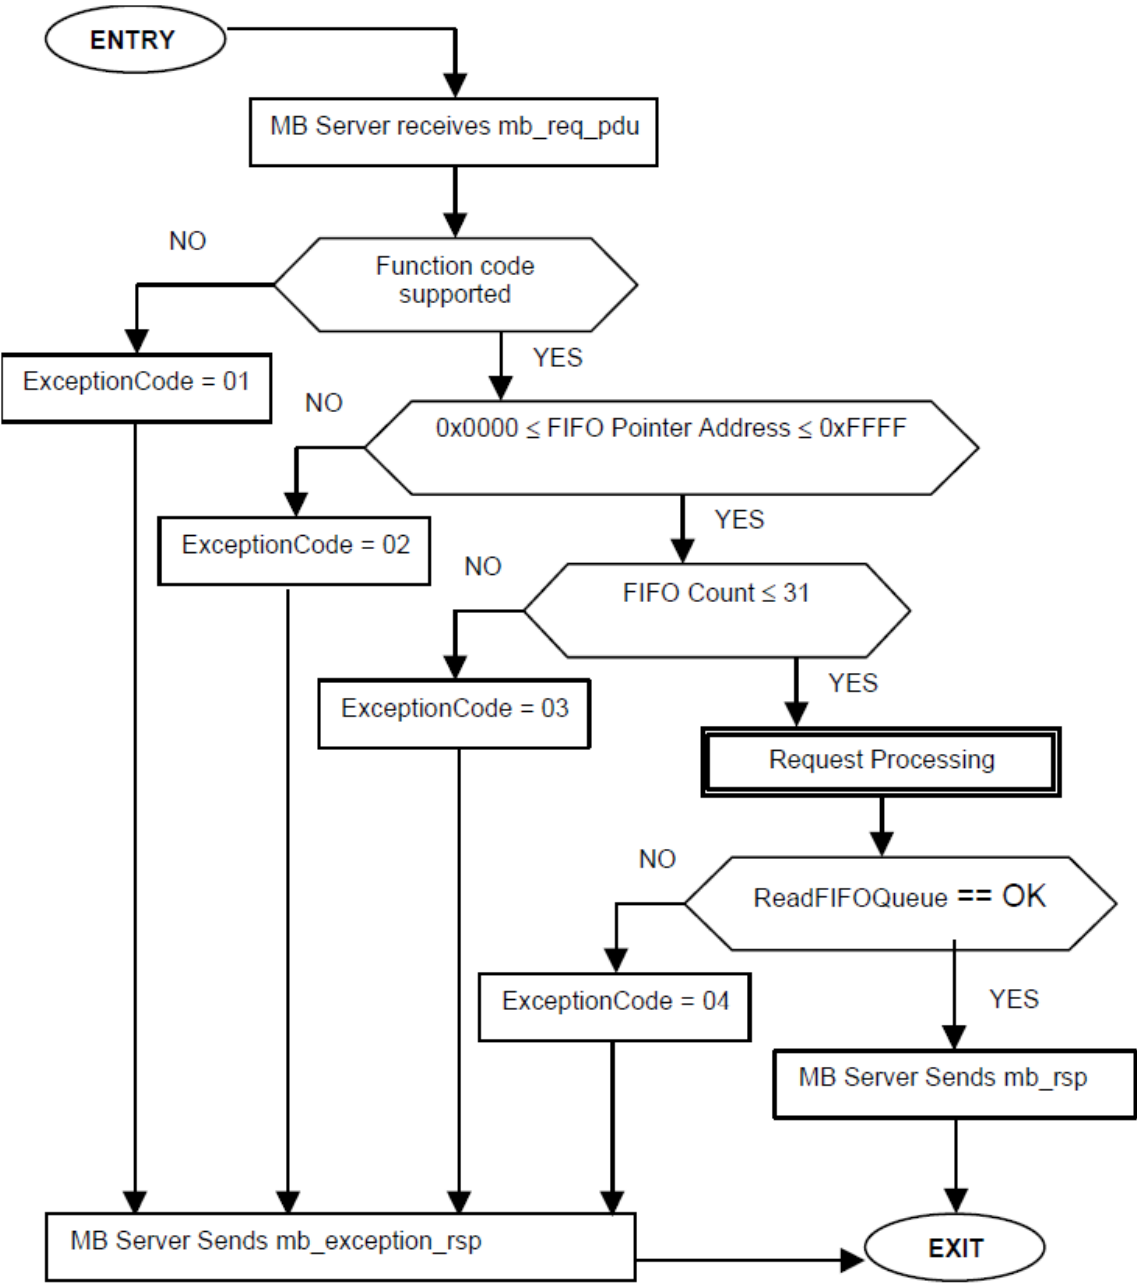 ENTRY
MB Server receives mb_req_pdu
NO
Function code
supported
YES
ExceptionCode = 01
NO
0x0000 ≤ FIFO Pointer Address ≤ 0xFFFF
YES
ExceptionCode = 02
NO
FIFO Count ≤ 31
YES
ExceptionCode = 03
Request Processing
NO
ReadFIFOQueue == OK
YES
ExceptionCode = 04
MB Server Sends mb_rsp
MB Server Sends mb_exception_rsp
EXIT